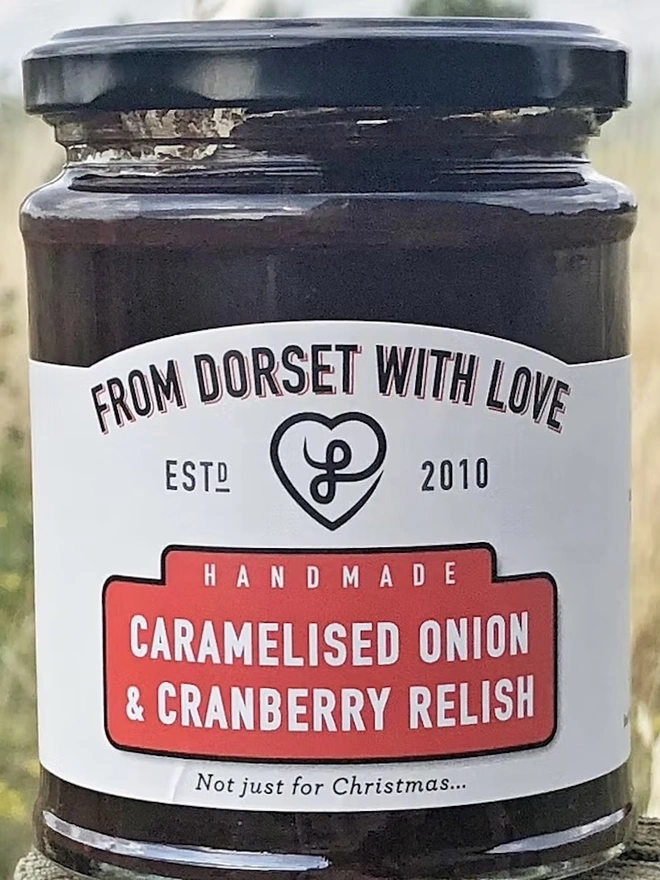 FROM DORSET WITH LOVE
ESTD 2010
HANDMADE
CARAMELISED ONION
& CRANBERRY RELISH
Not just for Christmas...